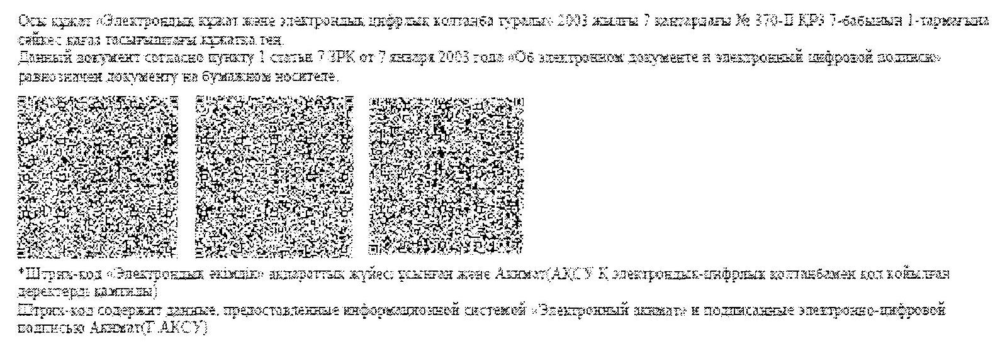 Осы құжат «Электрондық құжат және электрондық цифрлық қолтаңба туралы» 2003 жылғы 7 қаңтардағы № 370-II ҚРЗ 7-бабының 1-тармағына
сәйкес қағаз тасығыштағы құжатқа тең.
Данный документ согласно пункту 1 статьи 7 ЗРК от 7 января 2003 года «Об электронном документе и электронный цифровой подписи»
равнозначен документу на бумажном носителе.
*Штрих-код «Электрондық әкімдік» ақпараттық жүйесі ұсынған және Акимат(АҚСУ Қ электрондық-цифрлық қолтаңбамен қол қойылған
деректерді қамтиды)
Штрих-код содержит данные, предоставленные информационной системой «Электронный акимат» и подписанные электронно-цифровой
подписью Акимат(Г.АКСУ)